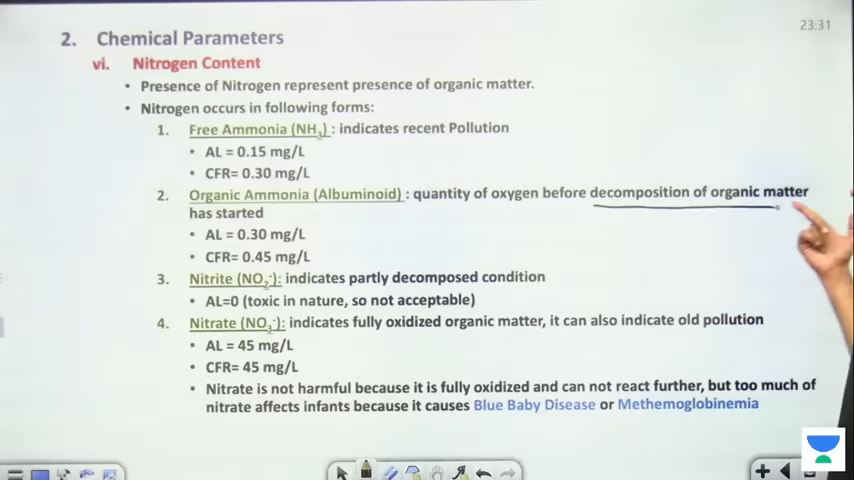 23:31
2. Chemical Parameters
vi. Nitrogen Content
• Presence of Nitrogen represent presence of organic matter.
• Nitrogen occurs in following forms:
1. Free Ammonia (NH₃) : indicates recent Pollution
• AL = 0.15 mg/L
• CFR= 0.30 mg/L
2. Organic Ammonia (Albuminoid) : quantity of oxygen before decomposition of organic matter
has started
• AL = 0.30 mg/L
• CFR= 0.45 mg/L
3. Nitrite (NO₂⁻): indicates partly decomposed condition
• AL=0 (toxic in nature, so not acceptable)
4. Nitrate (NO₃⁻): indicates fully oxidized organic matter, it can also indicate old pollution
• AL = 45 mg/L
• CFR= 45 mg/L
• Nitrate is not harmful because it is fully oxidized and can not react further, but too much of
nitrate affects infants because it causes Blue Baby Disease or Methemoglobinemia